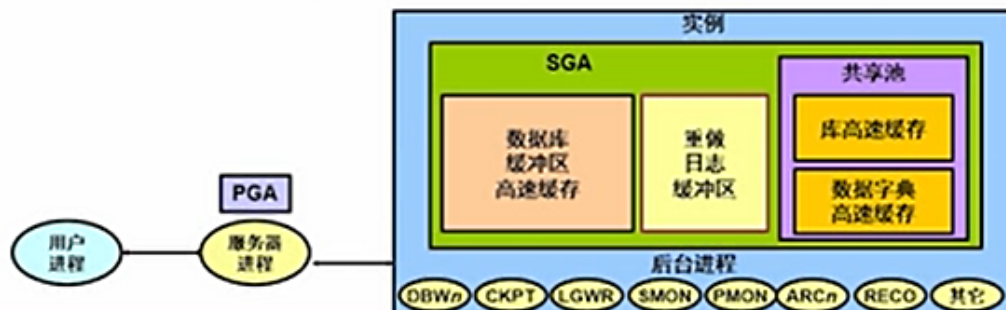 实例
SGA
共享池
数据库
缓冲区
高速缓存
重做
日志
缓冲区
库高速缓存
数据字典
高速缓存
PGA
用户
进程
服务器
进程
后台进程
DBWn
CKPT
LGWR
SMON
PMON
ARCn
RECO
其它